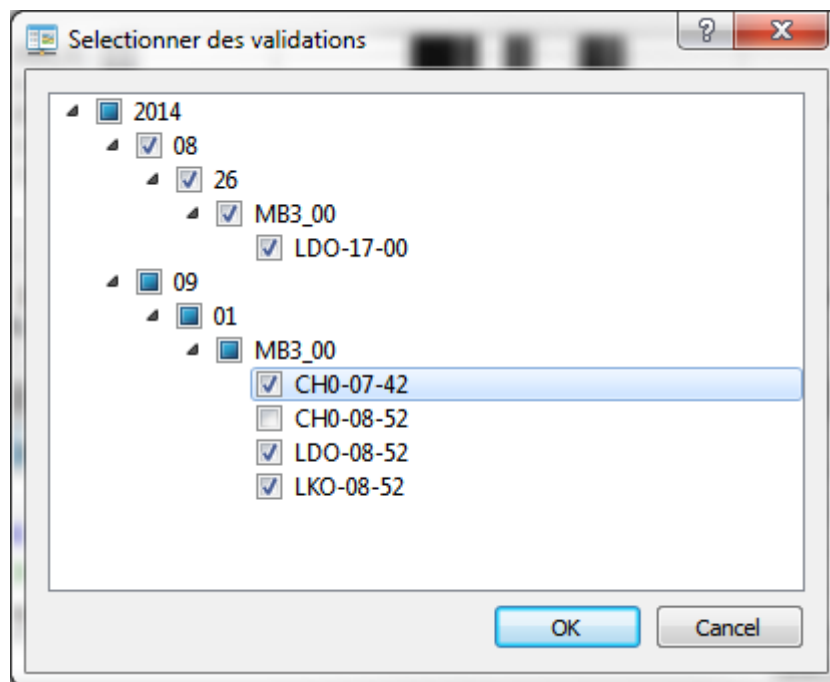 Selectionner des validations
2014
08
26
MB3_00
LDO-17-00
09
01
MB3_00
CH0-07-42
CH0-08-52
LDO-08-52
LKO-08-52
OK
Cancel